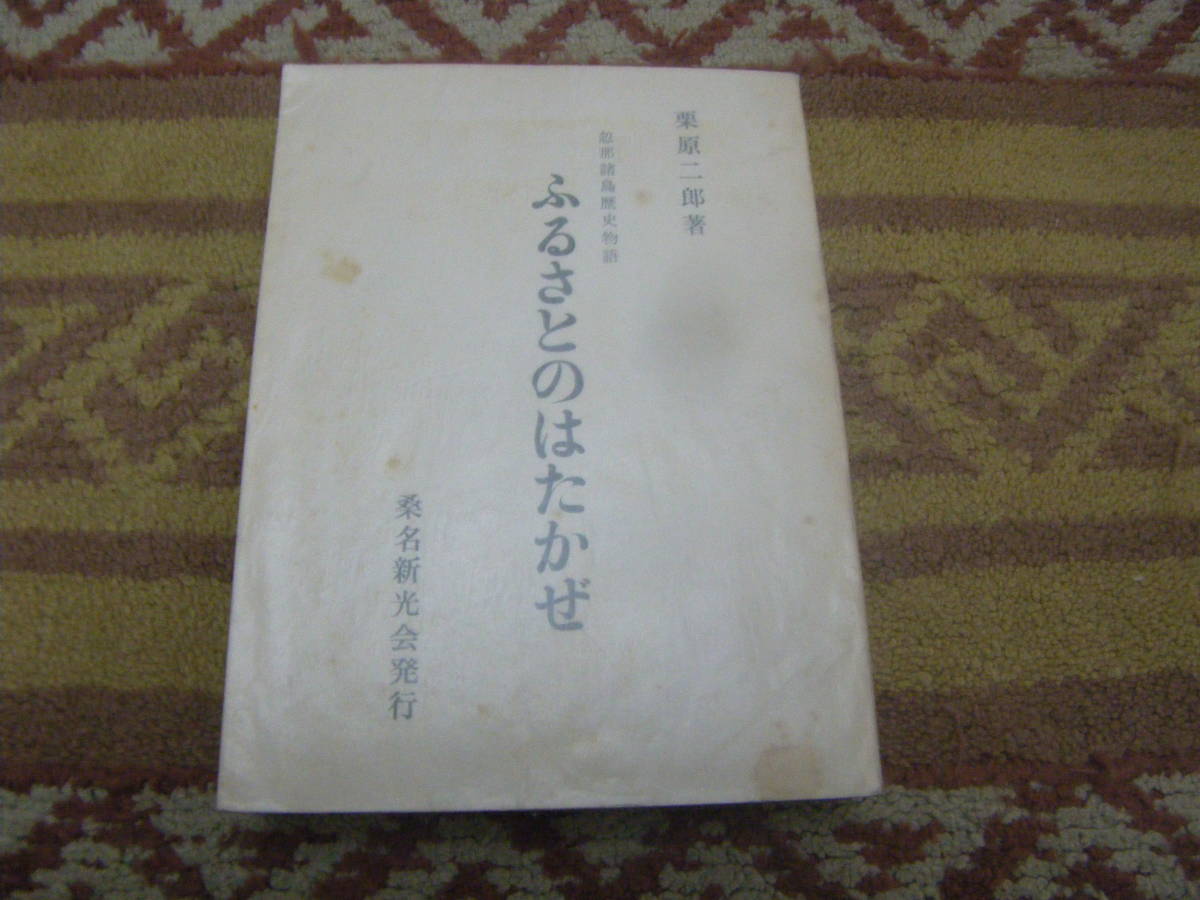 栗原二郎著
忽那諸島歴史物語
ふるさとのはたかぜ
桑名新光会発行